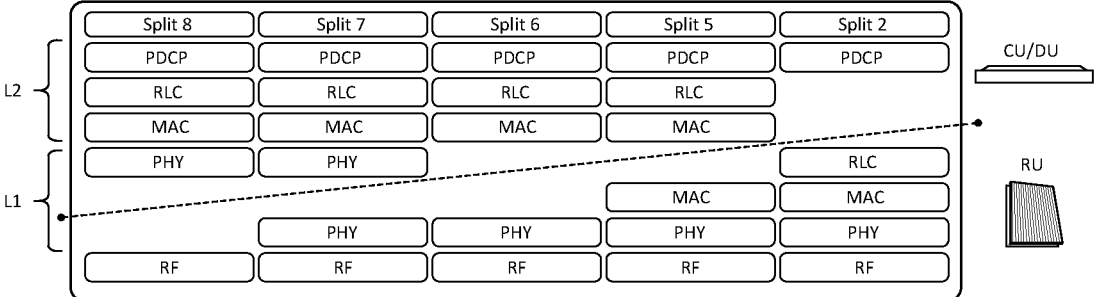 Split 8 Split 7 Split 6 Split 5 Split 2
PDCP PDCP PDCP PDCP PDCP
CU/DU
L2 RLC RLC RLC RLC
MAC MAC MAC MAC
PHY PHY RLC
RU
L1 MAC MAC
PHY PHY PHY PHY
RF RF RF RF RF